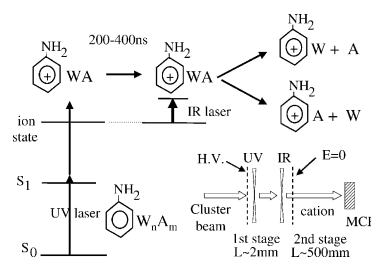 NH2
200-400ns
NH2
WA
WA
NH2
W + A
NH2
A + W
IR laser
ion
state
S1
UV laser
NH2
WnAm
S0
H.V.
UV
IR
E=0
Cluster
beam
cation
1st stage
L~2mm
2nd stage
L~500mm